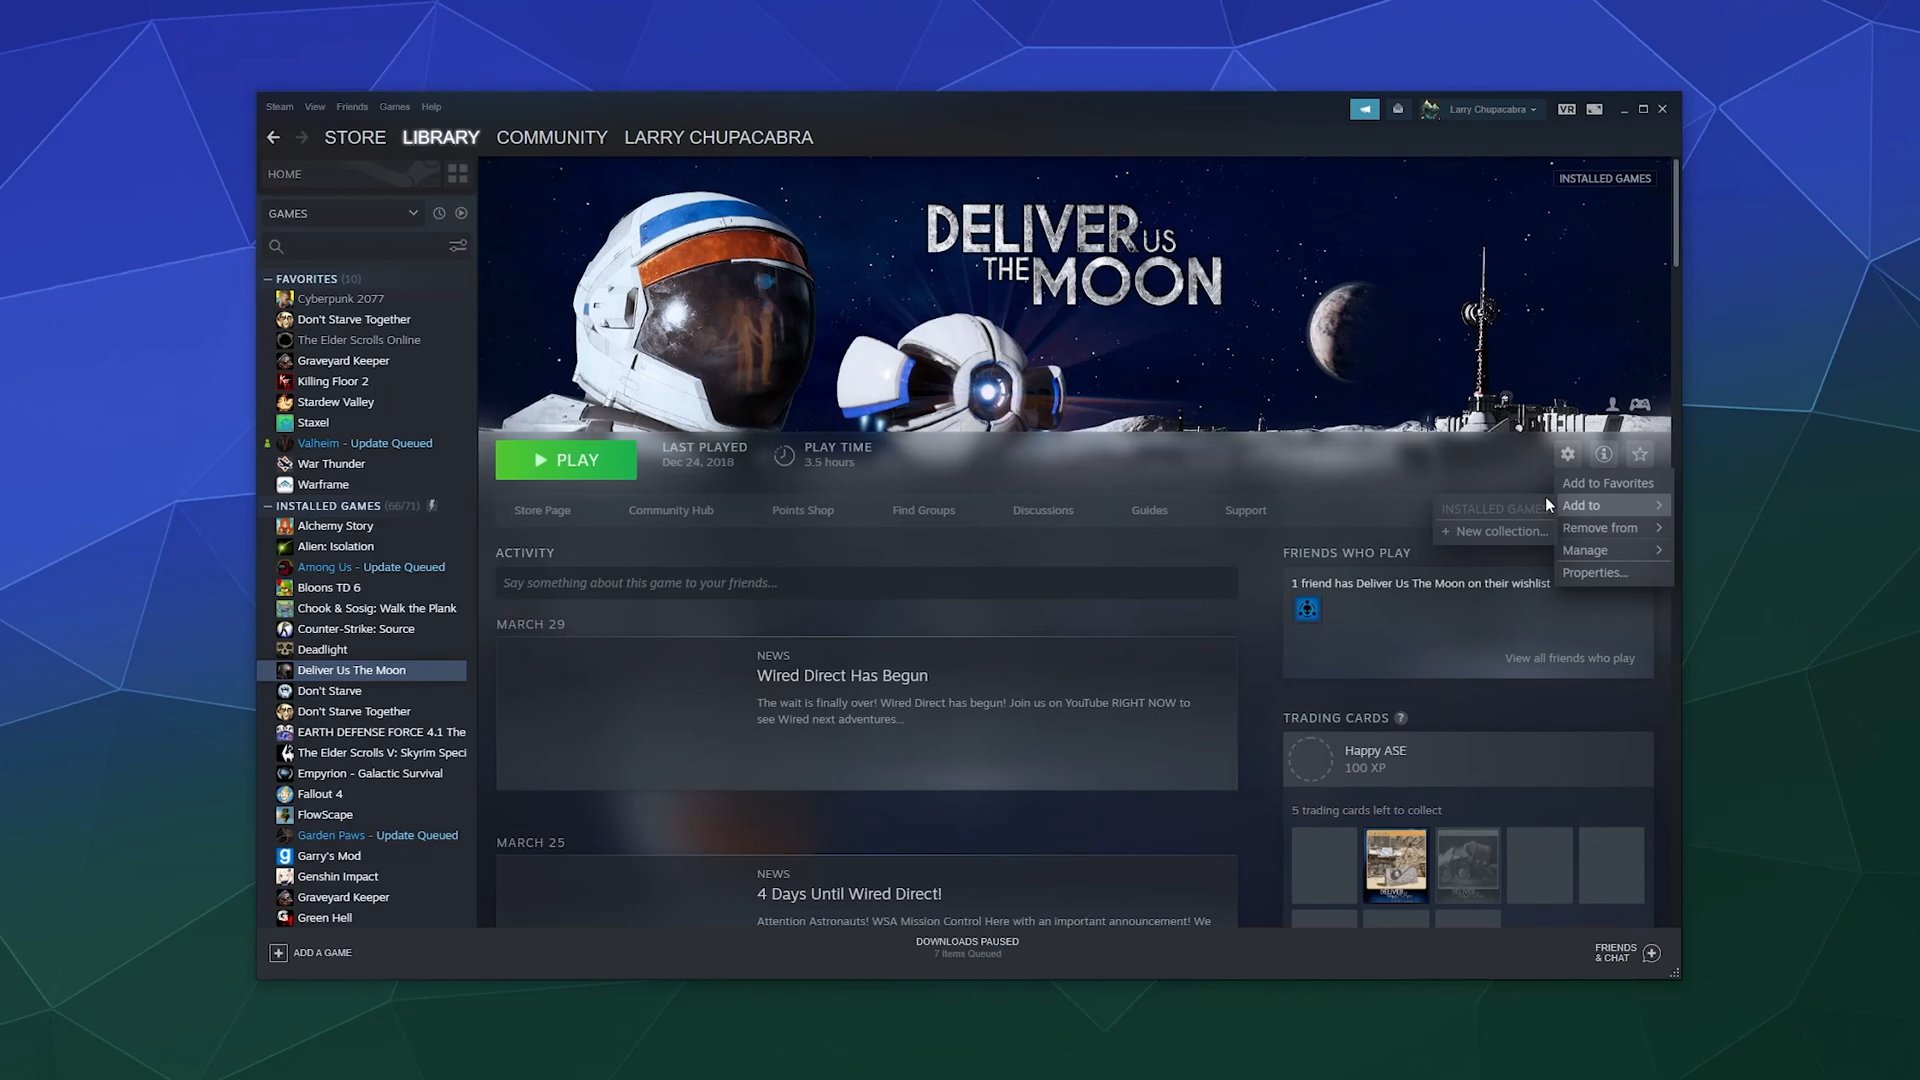 Steam View Friends Games Help
Larry Chupacabra
VR
STORE LIBRARY COMMUNITY LARRY CHUPACABRA
HOME
GAMES
FAVORITES (10)
Cyberpunk 2077
Don't Starve Together
The Elder Scrolls Online
Graveyard Keeper
Killing Floor 2
Stardew Valley
Staxel
Valheim - Update Queued
War Thunder
Warframe
INSTALLED GAMES (66/71)
Alchemy Story
Alien: Isolation
Among Us - Update Queued
Bloons TD 6
Chook & Sosig: Walk the Plank
Counter-Strike: Source
Deadlight
Deliver Us The Moon
Don't Starve
Don't Starve Together
EARTH DEFENSE FORCE 4.1 The
The Elder Scrolls V: Skyrim Speci
Empyrion - Galactic Survival
Fallout 4
FlowScape
Garden Paws - Update Queued
Garry's Mod
Genshin Impact
Graveyard Keeper
Green Hell
INSTALLED GAMES
DELIVER US
THE MOON
PLAY
LAST PLAYED
Dec 24, 2018
PLAY TIME
3.5 hours
Add to Favorites
Add to
Remove from
Manage
Properties...
INSTALLED GAME
+ New collection...
Store Page Community Hub Points Shop Find Groups Discussions Guides Support
ACTIVITY
Say something about this game to your friends...
MARCH 29
NEWS
Wired Direct Has Begun
The wait is finally over! Wired Direct has begun! Join us on YouTube RIGHT NOW to
see Wired next adventures...
MARCH 25
NEWS
4 Days Until Wired Direct!
Attention Astronauts! WSA Mission Control Here with an important announcement! We
FRIENDS WHO PLAY
1 friend has Deliver Us The Moon on their wishlist
View all friends who play
TRADING CARDS ?
Happy ASE
100 XP
5 trading cards left to collect
DELIVER
ADD A GAME
DOWNLOADS PAUSED
7 Items Queued
FRIENDS
& CHAT